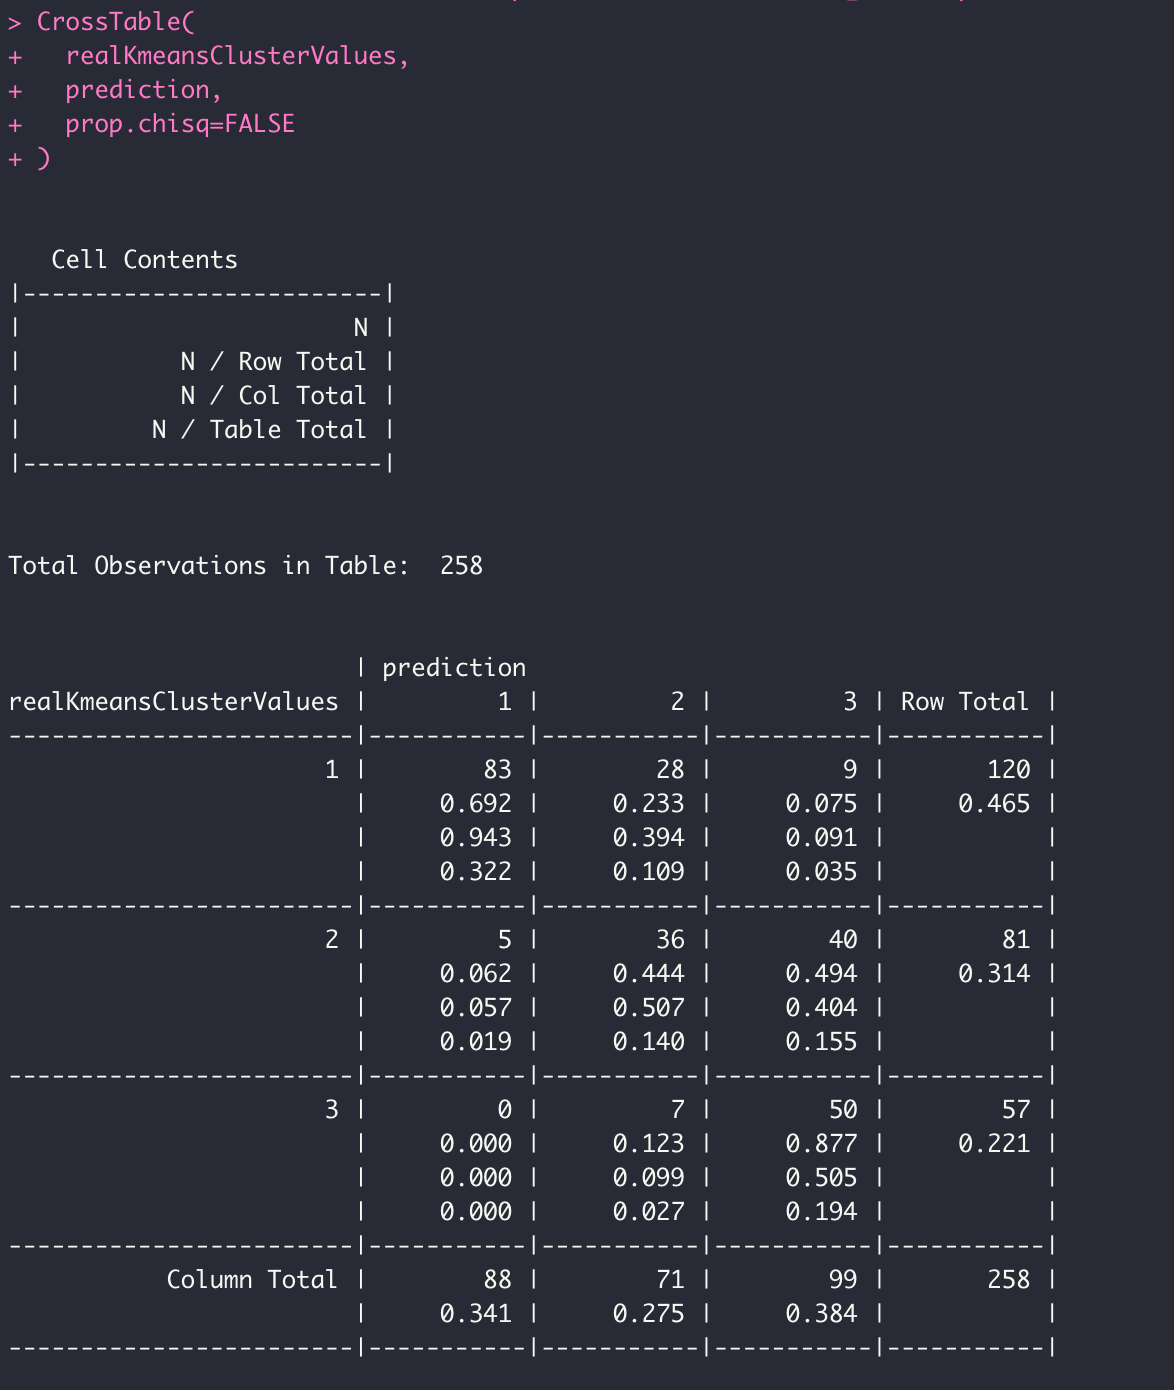 > CrossTable(
+   realKmeansClusterValues,
+   prediction,
+   prop.chisq=FALSE
+ )
   Cell Contents
|-------------------------|
|                       N |
|           N / Row Total |
|           N / Col Total |
|         N / Table Total |
|-------------------------|
Total Observations in Table:  258
                        | prediction
realKmeansClusterValues |         1 |         2 |         3 | Row Total |
------------------------|-----------|-----------|-----------|-----------|
                      1 |        83 |        28 |         9 |       120 |
                        |     0.692 |     0.233 |     0.075 |     0.465 |
                        |     0.943 |     0.394 |     0.091 |           |
                        |     0.322 |     0.109 |     0.035 |           |
------------------------|-----------|-----------|-----------|-----------|
                      2 |         5 |        36 |        40 |        81 |
                        |     0.062 |     0.444 |     0.494 |     0.314 |
                        |     0.057 |     0.507 |     0.404 |           |
                        |     0.019 |     0.140 |     0.155 |           |
------------------------|-----------|-----------|-----------|-----------|
                      3 |         0 |         7 |        50 |        57 |
                        |     0.000 |     0.123 |     0.877 |     0.221 |
                        |     0.000 |     0.099 |     0.505 |           |
                        |     0.000 |     0.027 |     0.194 |           |
------------------------|-----------|-----------|-----------|-----------|
           Column Total |        88 |        71 |        99 |       258 |
                        |     0.341 |     0.275 |     0.384 |           |
------------------------|-----------|-----------|-----------|-----------|